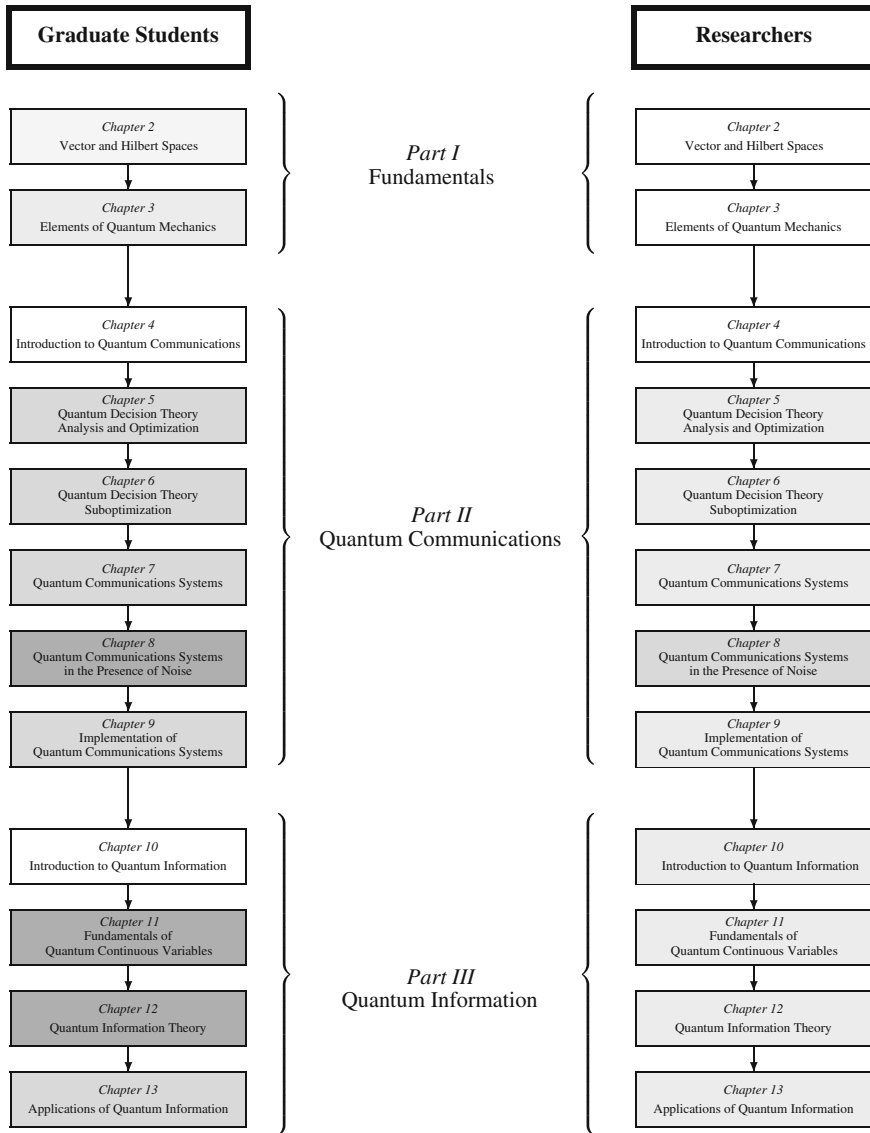 Graduate Students
Researchers
Chapter 2
Vector and Hilbert Spaces
Chapter 3
Elements of Quantum Mechanics
Part I
Fundamentals
Chapter 2
Vector and Hilbert Spaces
Chapter 3
Elements of Quantum Mechanics
Chapter 4
Introduction to Quantum Communications
Chapter 5
Quantum Decision Theory
Analysis and Optimization
Chapter 6
Quantum Decision Theory
Suboptimization
Chapter 7
Quantum Communications Systems
Chapter 8
Quantum Communications Systems
in the Presence of Noise
Chapter 9
Implementation of
Quantum Communications Systems
Part II
Quantum Communications
Chapter 4
Introduction to Quantum Communications
Chapter 5
Quantum Decision Theory
Analysis and Optimization
Chapter 6
Quantum Decision Theory
Suboptimization
Chapter 7
Quantum Communications Systems
Chapter 8
Quantum Communications Systems
in the Presence of Noise
Chapter 9
Implementation of
Quantum Communications Systems
Chapter 10
Introduction to Quantum Information
Chapter 11
Fundamentals of
Quantum Continuous Variables
Chapter 12
Quantum Information Theory
Chapter 13
Applications of Quantum Information
Part III
Quantum Information
Chapter 10
Introduction to Quantum Information
Chapter 11
Fundamentals of
Quantum Continuous Variables
Chapter 12
Quantum Information Theory
Chapter 13
Applications of Quantum Information